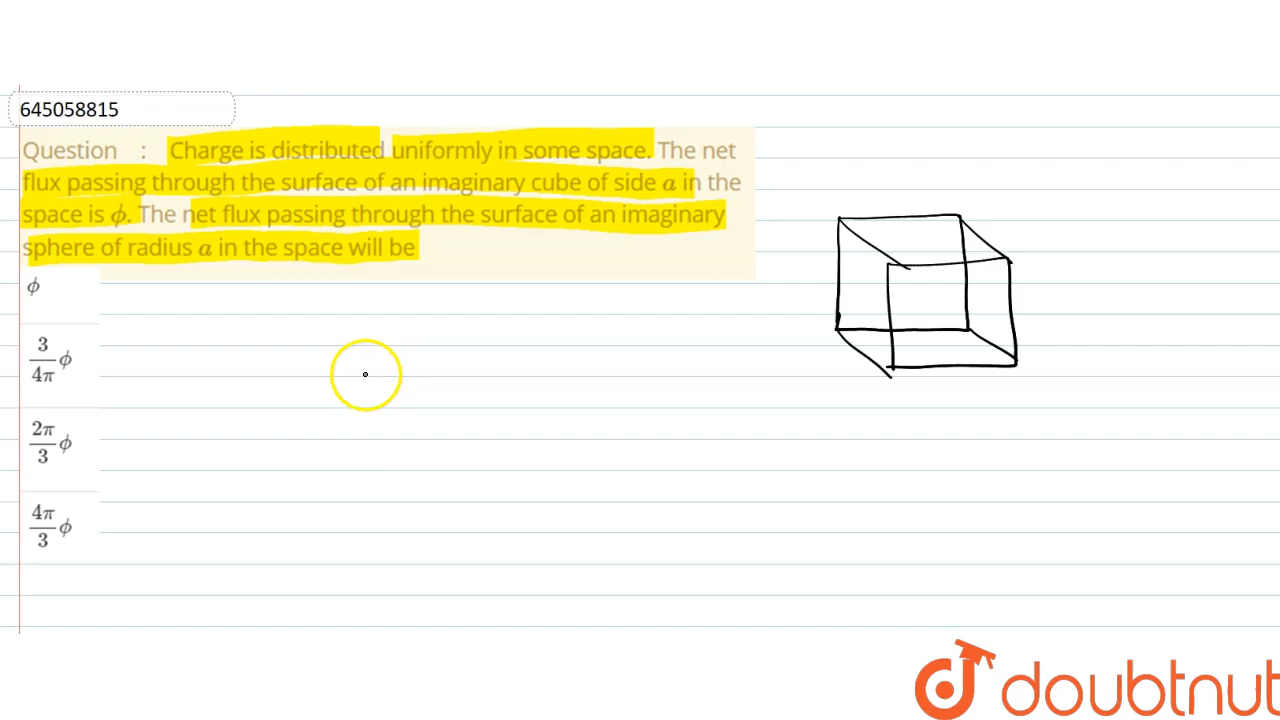 645058815
Question : Charge is distributed uniformly in some space. The net
flux passing through the surface of an imaginary cube of side a in the
space is ϕ. The net flux passing through the surface of an imaginary
sphere of radius a in the space will be
ϕ
3/4π ϕ
2π/3 ϕ
4π/3 ϕ
doubtnut